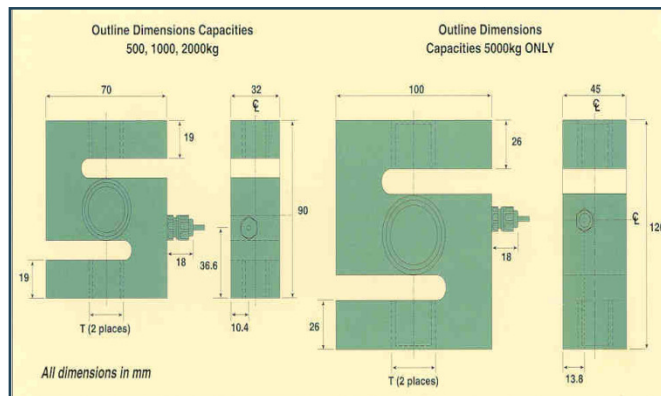 Outline Dimensions Capacities
500, 1000, 2000kg
Outline Dimensions
Capacities 5000kg ONLY
70
32
100
45
℄
℄
19
26
90
120
℄
18
36.6
18
19
26
10.4
13.8
T (2 places)
T (2 places)
All dimensions in mm